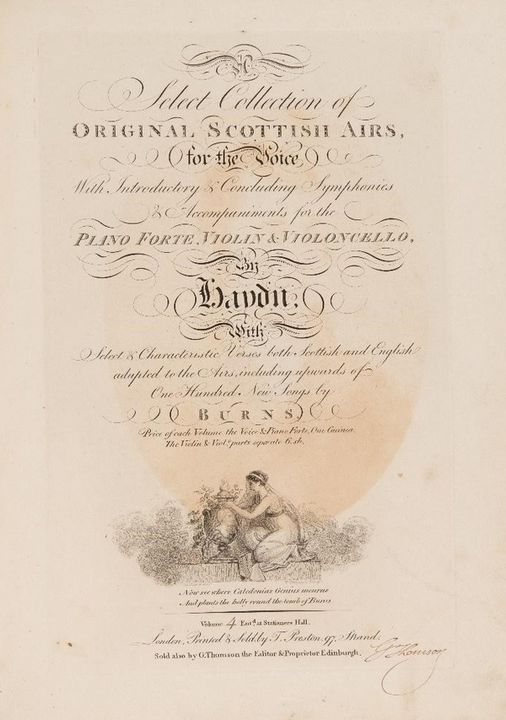 A
Select Collection of
ORIGINAL SCOTTISH AIRS,
for the Voice
With Introductory & Concluding Symphonies
& Accompaniments for the
PIANO FORTE, VIOLIN & VIOLONCELLO,
By
Haydn,
With
Select & Characteristic Verses both Scottish and English
adapted to the Airs, including upwards of
One Hundred New Songs by
BURNS,
Price of each Volume the Voice & Piano Forte, One Guinea.
The Violin & Viol.º parts separate 6.sh.
Now see where Caledonias Genius mourns
And plants the holly round the tomb of Burns
Volume 4 Ent.d at Stationers Hall.
London, Printed & Sold, by T. Preston. 97, Strand.
Sold also by G. Thomson the Editor & Proprietor Edinburgh.
G Thomson